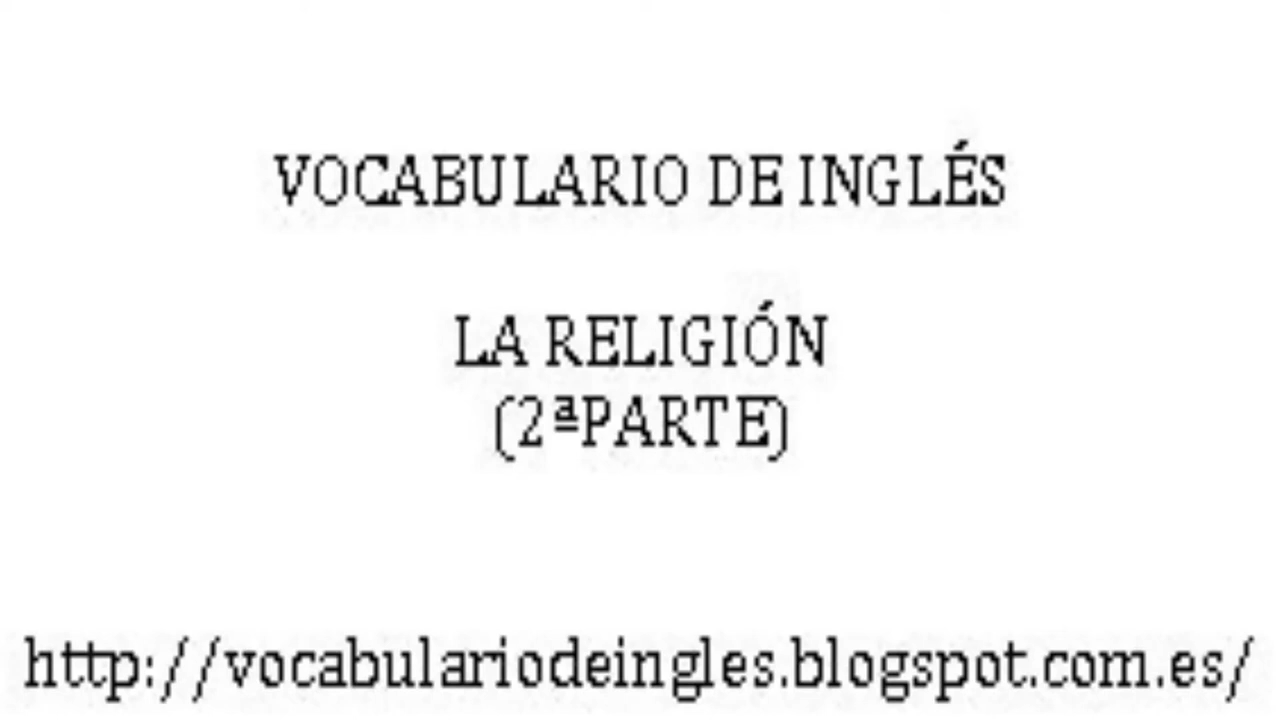 VOCABULARIO DE INGLÉS
LA RELIGIÓN
(2ªPARTE)
http://vocabulariodeingles.blogspot.com.es/